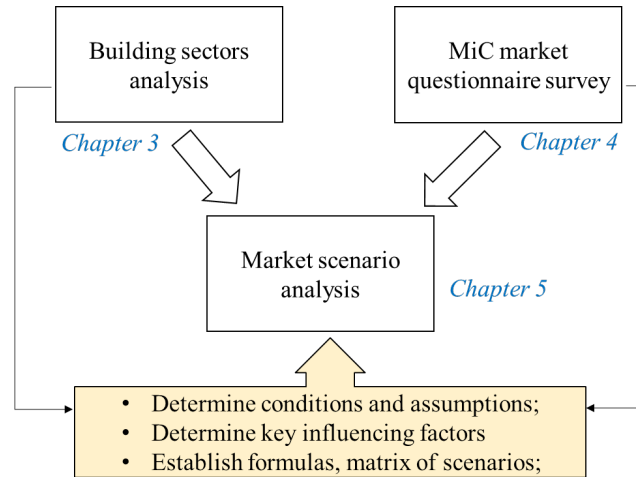 Building sectors
analysis
MiC market
questionnaire survey
Chapter 3
Chapter 4
Market scenario
analysis
Chapter 5
• Determine conditions and assumptions;
• Determine key influencing factors
• Establish formulas, matrix of scenarios;